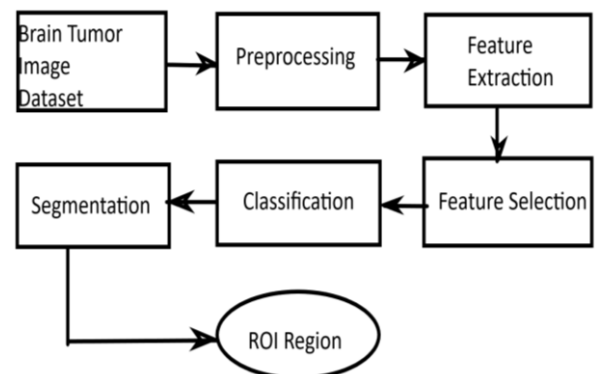 Brain Tumor
Image
Dataset
Preprocessing
Feature
Extraction
Feature Selection
Classification
Segmentation
ROI Region